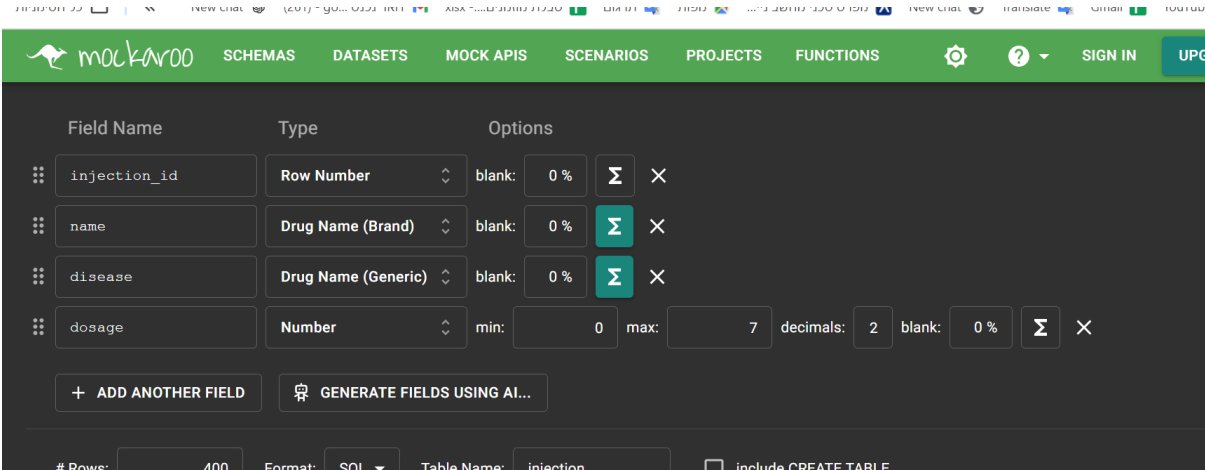 New chat
New chat
Translate
Gmail
mockaroo SCHEMAS DATASETS MOCK APIS SCENARIOS PROJECTS FUNCTIONS ? SIGN IN UPG
Field Name Type Options
injection_id Row Number blank: 0 % Σ
name Drug Name (Brand) blank: 0 % Σ
disease Drug Name (Generic) blank: 0 % Σ
dosage Number min: 0 max: 7 decimals: 2 blank: 0 % Σ
+ ADD ANOTHER FIELD GENERATE FIELDS USING AI...
# Rows: 400 Format: SQL Table Name: injection include CREATE TABLE